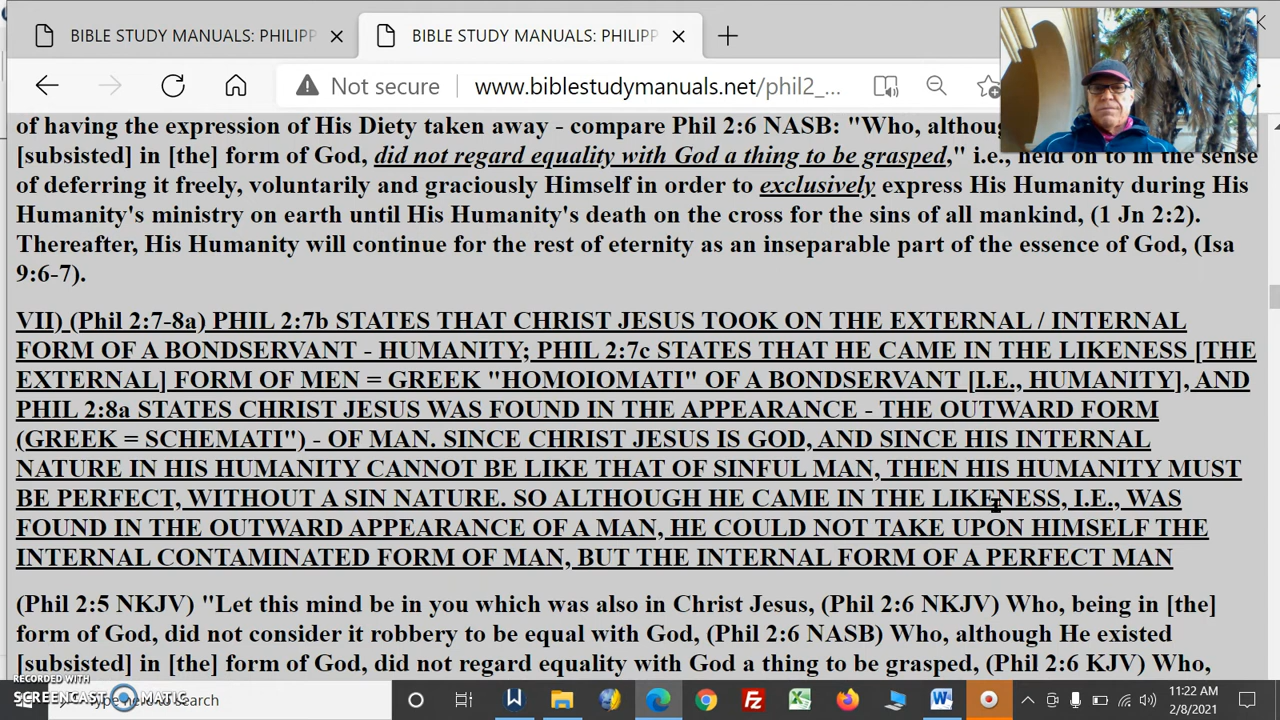 BIBLE STUDY MANUALS: PHILIPP
BIBLE STUDY MANUALS: PHILIPP
Not secure
www.biblestudymanuals.net/phil2_...
of having the expression of His Diety taken away - compare Phil 2:6 NASB: "Who, althou
[subsisted] in [the] form of God, did not regard equality with God a thing to be grasped," i.e., held on to in the sense
of deferring it freely, voluntarily and graciously Himself in order to exclusively express His Humanity during His
Humanity's ministry on earth until His Humanity's death on the cross for the sins of all mankind, (1 Jn 2:2).
Thereafter, His Humanity will continue for the rest of eternity as an inseparable part of the essence of God, (Isa
9:6-7).
VII) (Phil 2:7-8a) PHIL 2:7b STATES THAT CHRIST JESUS TOOK ON THE EXTERNAL / INTERNAL
FORM OF A BONDSERVANT - HUMANITY; PHIL 2:7c STATES THAT HE CAME IN THE LIKENESS [THE
EXTERNAL] FORM OF MEN = GREEK "HOMOIOMATI" OF A BONDSERVANT [I.E., HUMANITY], AND
PHIL 2:8a STATES CHRIST JESUS WAS FOUND IN THE APPEARANCE - THE OUTWARD FORM
(GREEK = SCHEMATI") - OF MAN. SINCE CHRIST JESUS IS GOD, AND SINCE HIS INTERNAL
NATURE IN HIS HUMANITY CANNOT BE LIKE THAT OF SINFUL MAN, THEN HIS HUMANITY MUST
BE PERFECT, WITHOUT A SIN NATURE. SO ALTHOUGH HE CAME IN THE LIKENESS, I.E., WAS
FOUND IN THE OUTWARD APPEARANCE OF A MAN, HE COULD NOT TAKE UPON HIMSELF THE
INTERNAL CONTAMINATED FORM OF MAN, BUT THE INTERNAL FORM OF A PERFECT MAN
(Phil 2:5 NKJV) "Let this mind be in you which was also in Christ Jesus, (Phil 2:6 NKJV) Who, being in [the]
form of God, did not consider it robbery to be equal with God, (Phil 2:6 NASB) Who, although He existed
[subsisted] in [the] form of God, did not regard equality with God a thing to be grasped, (Phil 2:6 KJV) Who,
RECORDED WITH
SCREENCAST MATIC
Type here to search
11:22 AM
2/8/2021